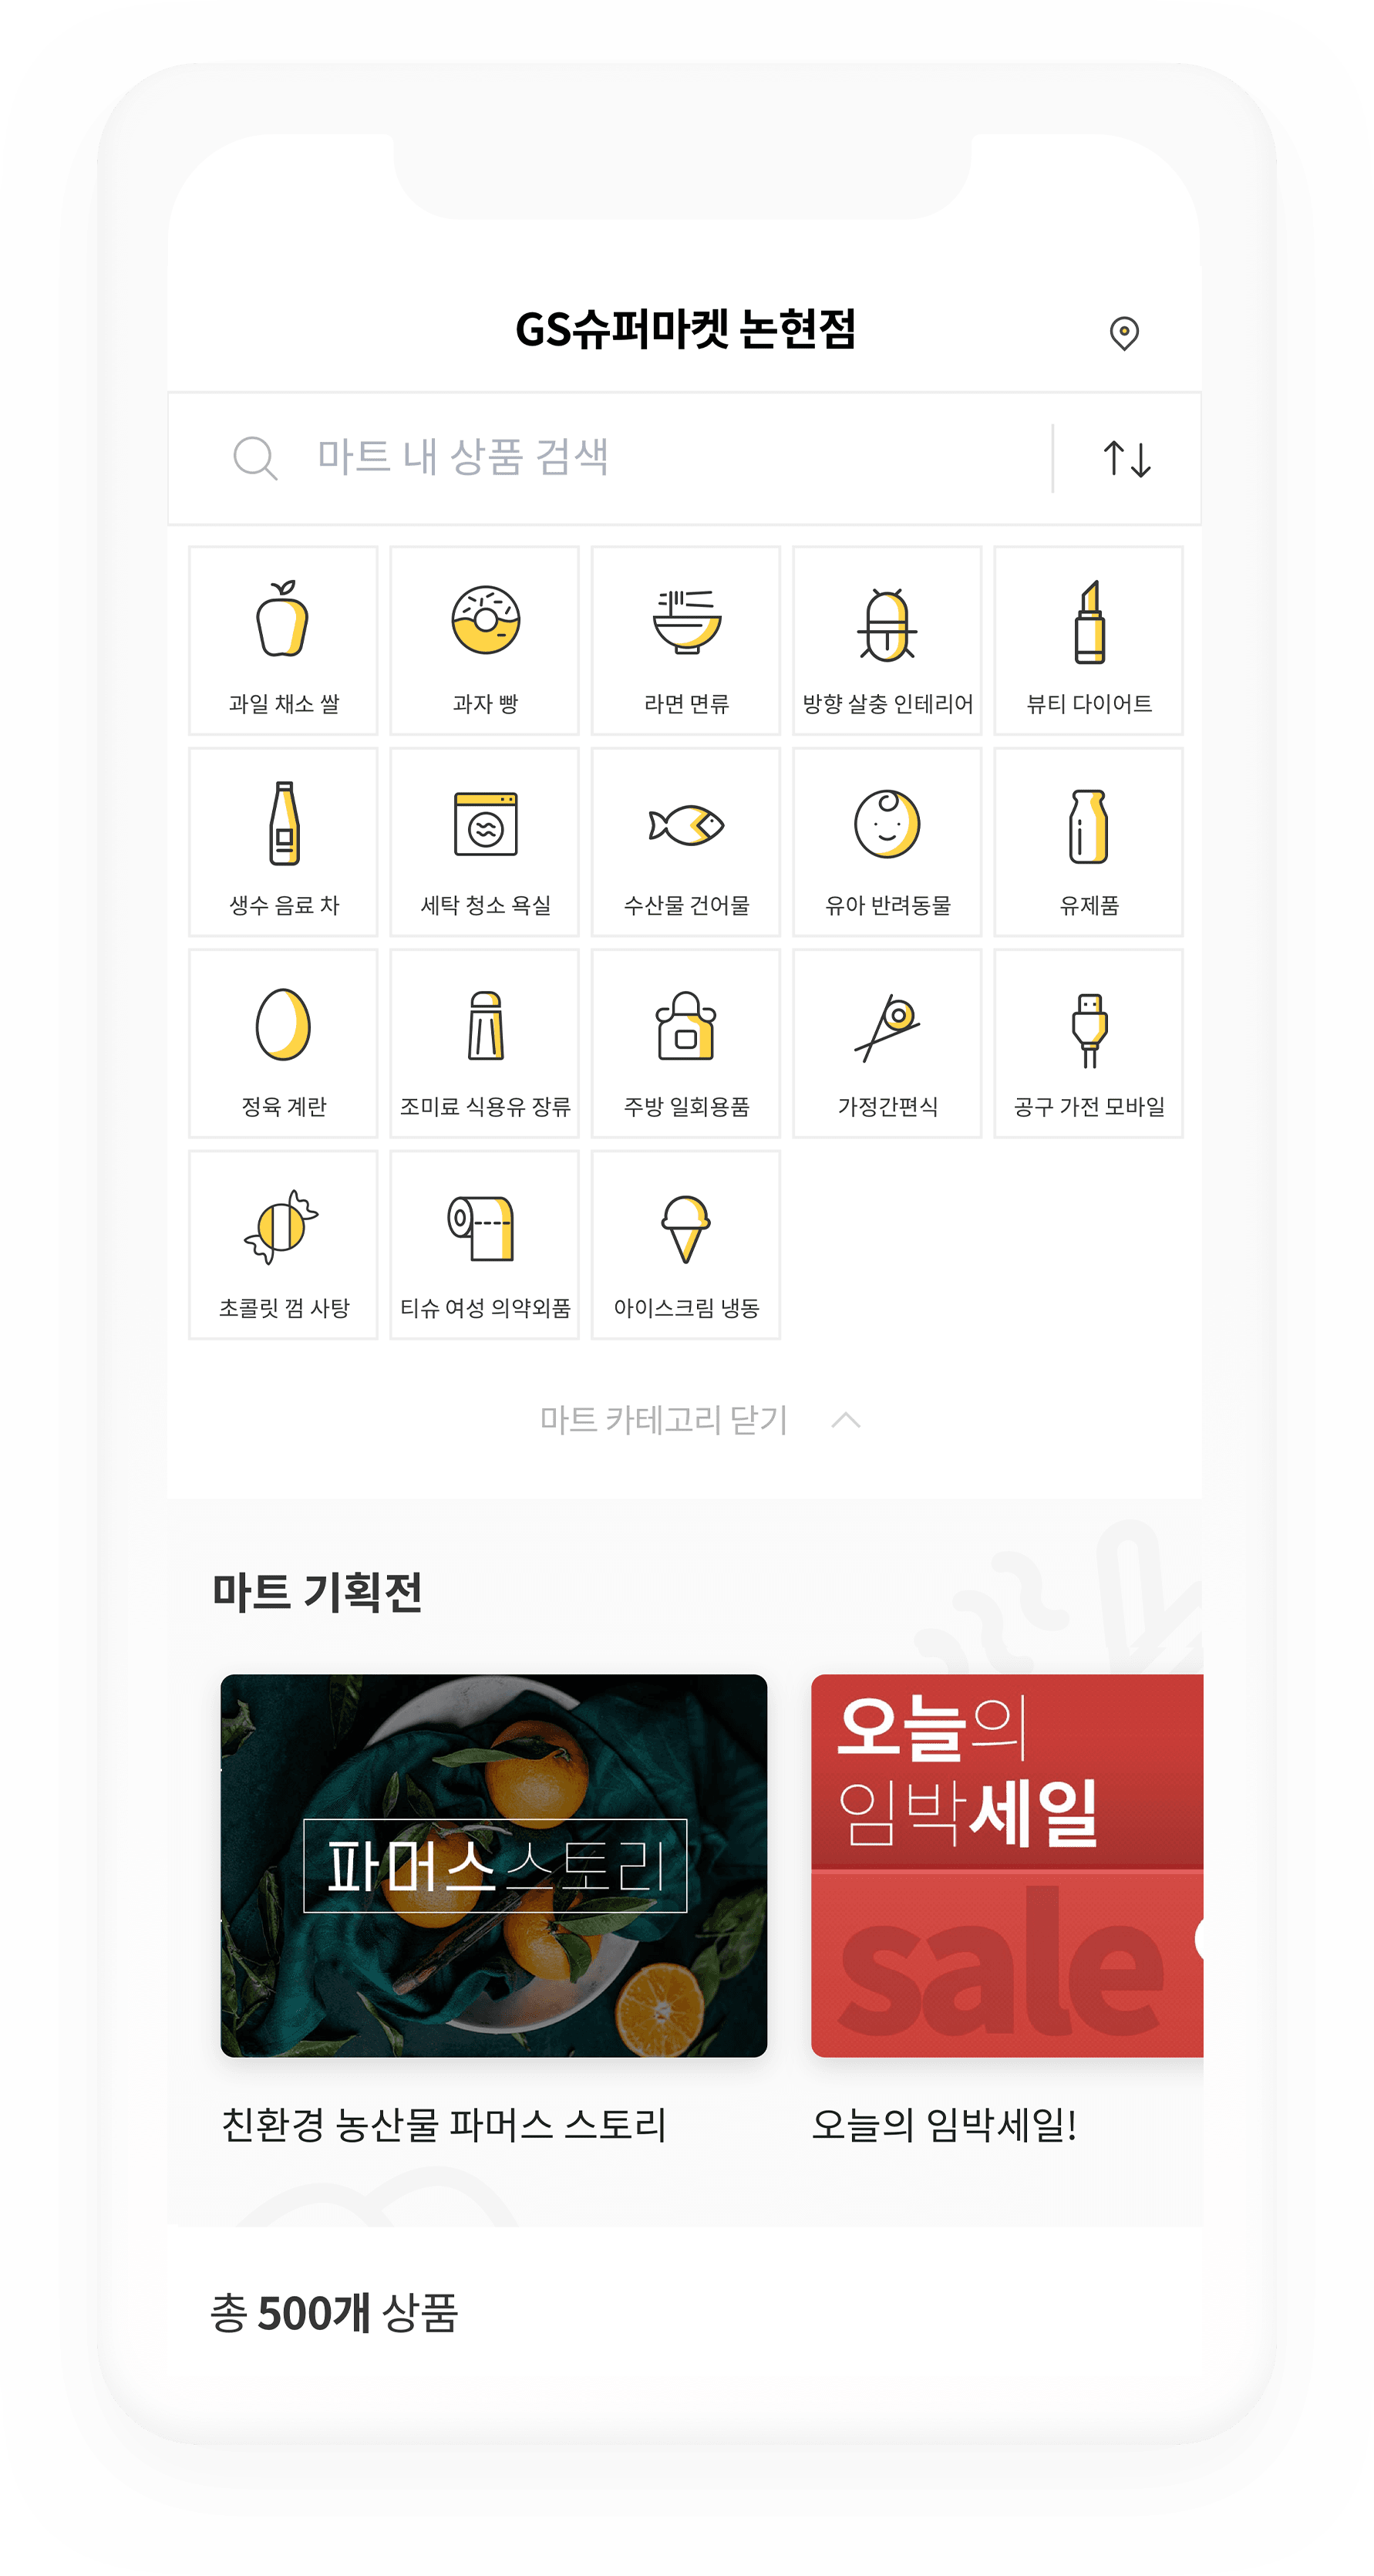 GS슈퍼마켓 논현점
마트 내 상품 검색
과일 채소 쌀
과자 빵
라면 면류
방향 살충 인테리어
뷰티 다이어트
생수 음료 차
세탁 청소 욕실
수산물 건어물
유아 반려동물
유제품
정육 계란
조미료 식용유 장류
주방 일회용품
가정간편식
공구 가전 모바일
초콜릿 껌 사탕
티슈 여성 의약외품
아이스크림 냉동
마트 카테고리 닫기
마트 기획전
파머스스토리
오늘의
임박세일
sale
친환경 농산물 파머스 스토리
오늘의 임박세일!
총 500개 상품